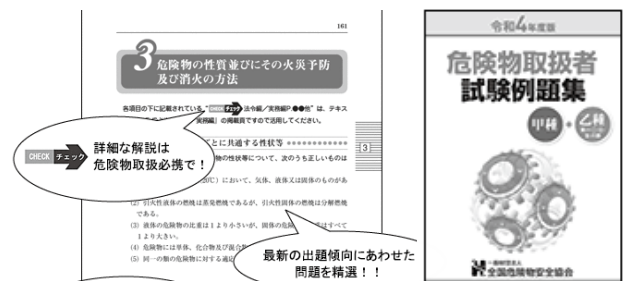 161
3 危険物の性質並びにその火災予防
及び消火の方法
各項目の下に記載されている“CHECK チェック 法令編/実務編P.●●他”は、テキス
実務編」の掲載頁ですので活用してください。
ごとに共通する性状等
物の性状等について、次のうち正しいものは
20℃)において、気体、液体又は固体のものがあ
(2) 引火性液体の燃焼は蒸発燃焼であるが、引火性固体の燃焼は分解燃焼
である。
(3) 液体の危険物の比重は1より小さいが、固体の危険 はすべて
1より大きい。
(4) 危険物には単体、化合物及び混合物
(5) 同一の類の危険物に対する適応
3
CHECK チェック
詳細な解説は
危険物取扱必携で!
最新の出題傾向にあわせた
問題を精選!!
令和4年度版
危険物取扱者
試験例題集
甲種・乙種
一般財団法人
全国危険物安全協会